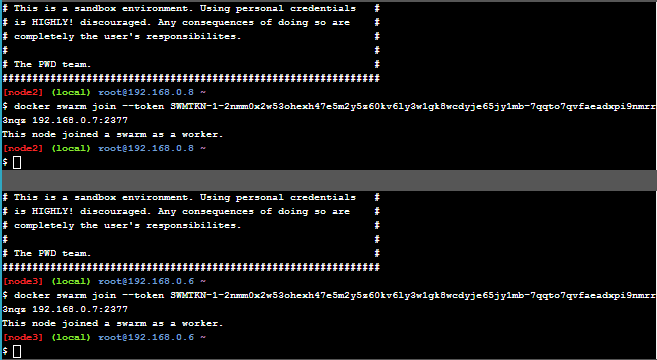 # This is a sandbox environment. Using personal credentials #
# is HIGHLY! discouraged. Any consequences of doing so are #
# completely the user's responsibilites. #
# #
# The PWD team. #
###############################################################
[node2] (local) root@192.168.0.8 ~
$ docker swarm join --token SWMTKN-1-2nmm0x2w53ohexh47e5m2y5z60kv6ly3w1gk8wcdyje65jy1mb-7qqto7qvfaeadxpi9nmrr
3nqz 192.168.0.7:2377
This node joined a swarm as a worker.
[node2] (local) root@192.168.0.8 ~
$
# This is a sandbox environment. Using personal credentials #
# is HIGHLY! discouraged. Any consequences of doing so are #
# completely the user's responsibilites. #
# #
# The PWD team. #
###############################################################
[node3] (local) root@192.168.0.6 ~
$ docker swarm join --token SWMTKN-1-2nmm0x2w53ohexh47e5m2y5z60kv6ly3w1gk8wcdyje65jy1mb-7qqto7qvfaeadxpi9nmrr
3nqz 192.168.0.7:2377
This node joined a swarm as a worker.
[node3] (local) root@192.168.0.6 ~
$